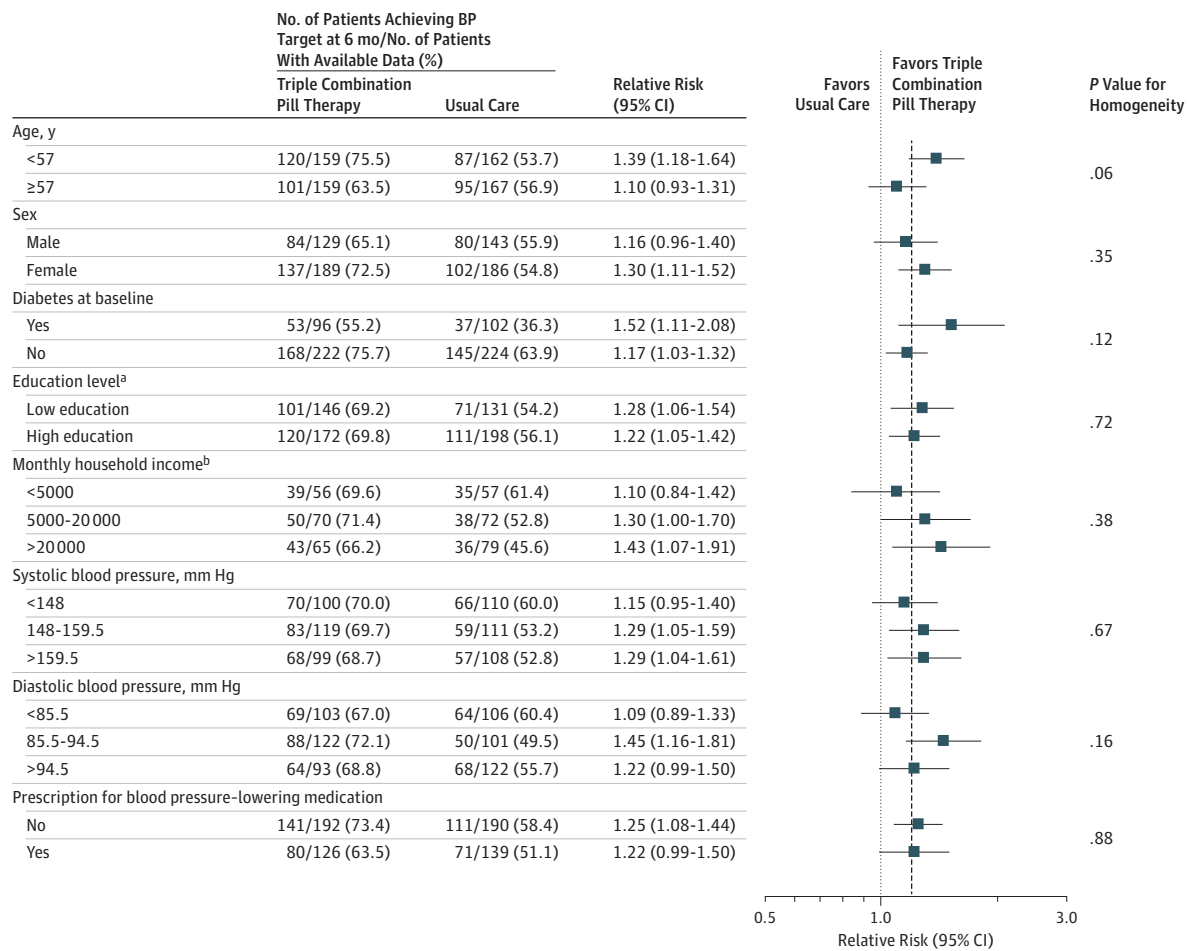 No. of Patients Achieving BP
Target at 6 mo/No. of Patients
With Available Data (%)
Triple Combination
Pill Therapy
Usual Care
Relative Risk
(95% CI)
Favors
Usual Care
Favors Triple
Combination
Pill Therapy
P Value for
Homogeneity
Age, y
<57 120/159 (75.5) 87/162 (53.7) 1.39 (1.18-1.64)
.06
≥57 101/159 (63.5) 95/167 (56.9) 1.10 (0.93-1.31)
Sex
Male 84/129 (65.1) 80/143 (55.9) 1.16 (0.96-1.40)
.35
Female 137/189 (72.5) 102/186 (54.8) 1.30 (1.11-1.52)
Diabetes at baseline
Yes 53/96 (55.2) 37/102 (36.3) 1.52 (1.11-2.08)
.12
No 168/222 (75.7) 145/224 (63.9) 1.17 (1.03-1.32)
Education levelᵃ
Low education 101/146 (69.2) 71/131 (54.2) 1.28 (1.06-1.54)
.72
High education 120/172 (69.8) 111/198 (56.1) 1.22 (1.05-1.42)
Monthly household incomeᵇ
<5000 39/56 (69.6) 35/57 (61.4) 1.10 (0.84-1.42)
5000-20 000 50/70 (71.4) 38/72 (52.8) 1.30 (1.00-1.70) .38
>20 000 43/65 (66.2) 36/79 (45.6) 1.43 (1.07-1.91)
Systolic blood pressure, mm Hg
<148 70/100 (70.0) 66/110 (60.0) 1.15 (0.95-1.40)
148-159.5 83/119 (69.7) 59/111 (53.2) 1.29 (1.05-1.59) .67
>159.5 68/99 (68.7) 57/108 (52.8) 1.29 (1.04-1.61)
Diastolic blood pressure, mm Hg
<85.5 69/103 (67.0) 64/106 (60.4) 1.09 (0.89-1.33)
85.5-94.5 88/122 (72.1) 50/101 (49.5) 1.45 (1.16-1.81) .16
>94.5 64/93 (68.8) 68/122 (55.7) 1.22 (0.99-1.50)
Prescription for blood pressure-lowering medication
No 141/192 (73.4) 111/190 (58.4) 1.25 (1.08-1.44)
.88
Yes 80/126 (63.5) 71/139 (51.1) 1.22 (0.99-1.50)
0.5 1.0 3.0
Relative Risk (95% CI)